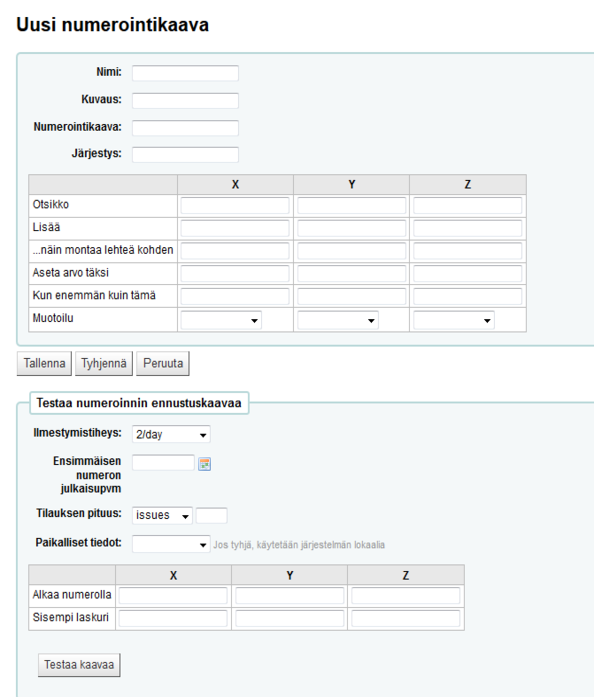 Uusi numerointikaava
Nimi:
Kuvaus:
Numerointikaava:
Järjestys:
X Y Z
Otsikko
Lisää
...näin montaa lehteä kohden
Aseta arvo täksi
Kun enemmän kuin tämä
Muotoilu
Tallenna Tyhjennä Peruuta
Testaa numeroinnin ennustuskaavaa
Ilmestymistiheys: 2/day
Ensimmäisen
numeron
julkaisupvm
Tilauksen pituus: issues
Paikalliset tiedot: Jos tyhjä, käytetään järjestelmän lokaalia
X Y Z
Alkaa numerolla
Sisempi laskuri
Testaa kaavaa